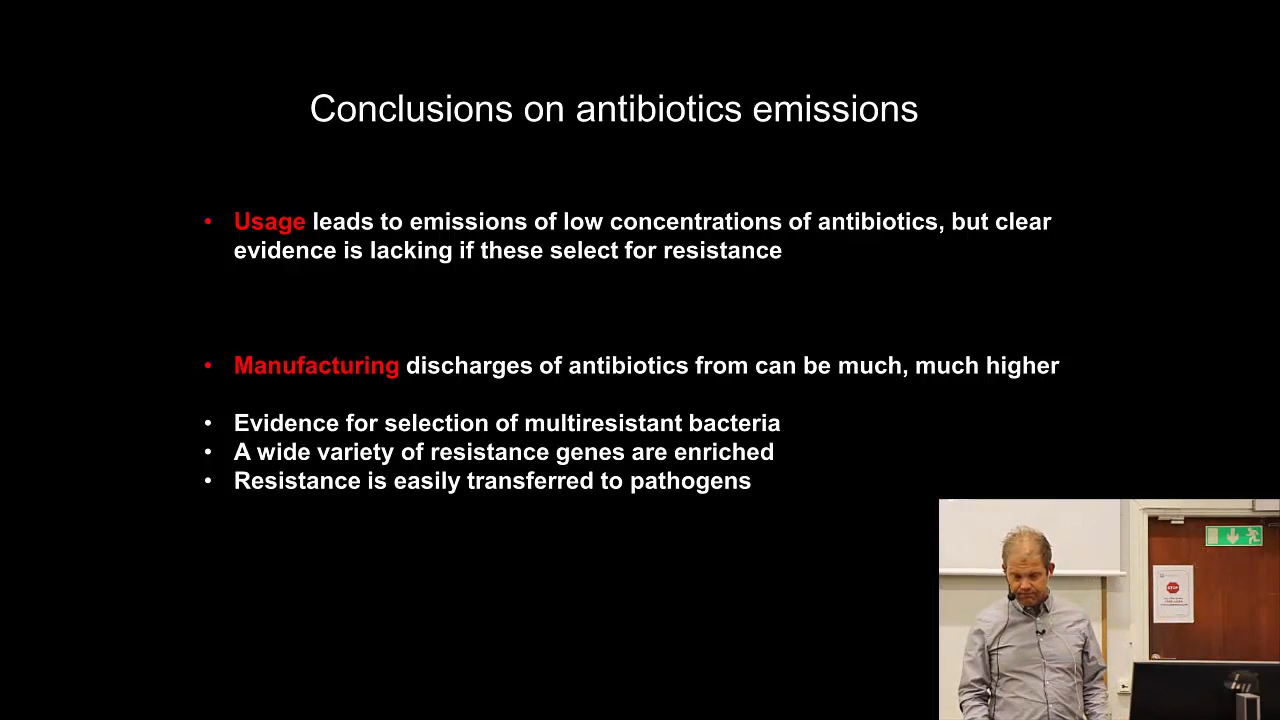 Conclusions on antibiotics emissions
• Usage leads to emissions of low concentrations of antibiotics, but clear
evidence is lacking if these select for resistance
• Manufacturing discharges of antibiotics from can be much, much higher
• Evidence for selection of multiresistant bacteria
• A wide variety of resistance genes are enriched
• Resistance is easily transferred to pathogens
STOP